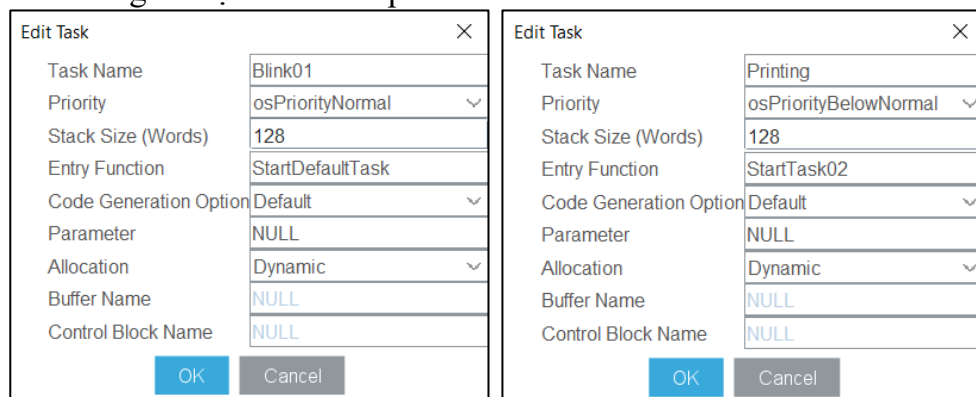 Edit Task
Task Name Blink01
Priority osPriorityNormal
Stack Size (Words) 128
Entry Function StartDefaultTask
Code Generation Option Default
Parameter NULL
Allocation Dynamic
Buffer Name NULL
Control Block Name NULL
OK Cancel
Edit Task
Task Name Printing
Priority osPriorityBelowNormal
Stack Size (Words) 128
Entry Function StartTask02
Code Generation Option Default
Parameter NULL
Allocation Dynamic
Buffer Name NULL
Control Block Name NULL
OK Cancel